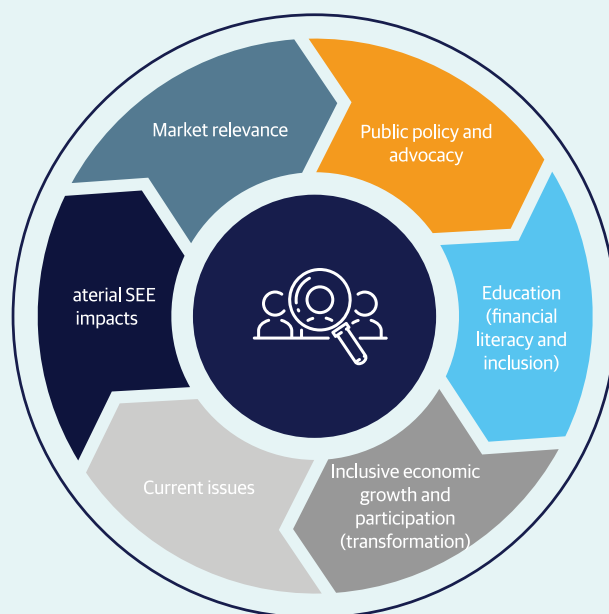 Market relevance
Public policy and
advocacy
Education
(financial
literacy and
inclusion)
Inclusive economic
growth and
participation
(transformation)
Current issues
aterial SEE
impacts